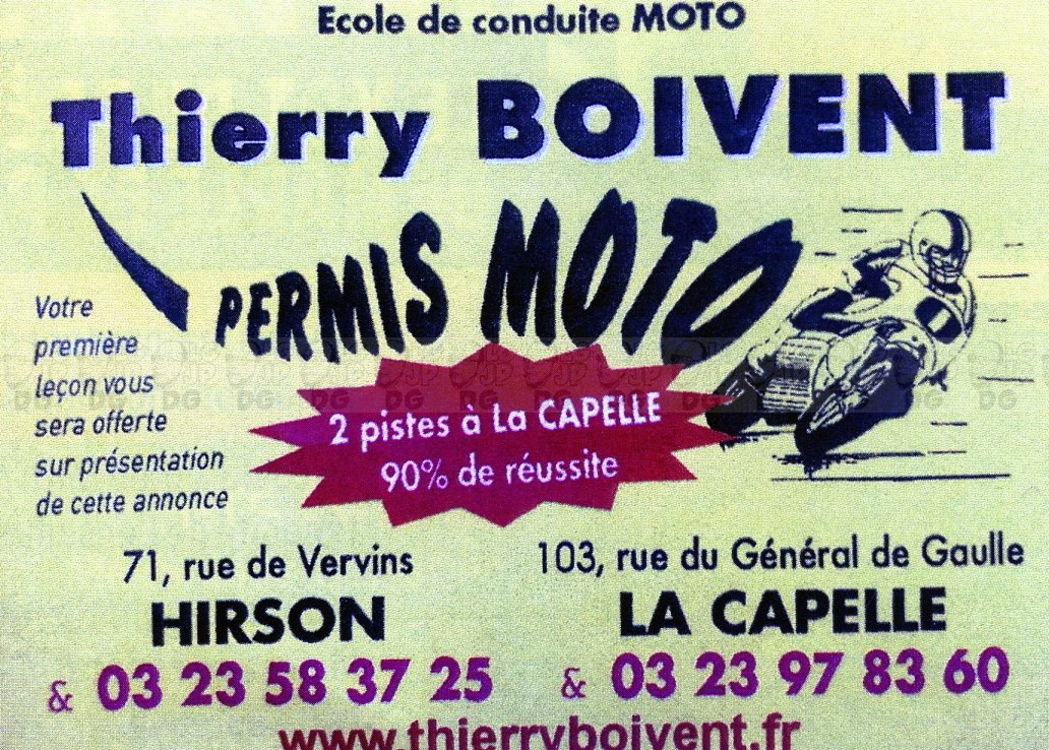 Ecole de conduite MOTO
Thierry BOIVENT
PERMIS MOTO
Votre
première
leçon vous
sera offerte
sur présentation
de cette annonce
2 pistes à La CAPELLE
90% de réussite
71, rue de Vervins
HIRSON
& 03 23 58 37 25
103, rue du Général de Gaulle
LA CAPELLE
& 03 23 97 83 60
www.thierryboivent.fr